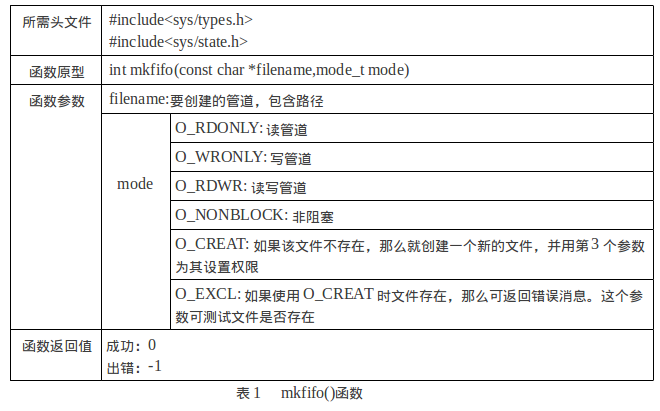 所需头文件
#include<sys/types.h>
#include<sys/state.h>
函数原型
int mkfifo(const char *filename,mode_t mode)
函数参数
filename:要创建的管道，包含路径
mode
O_RDONLY: 读管道
O_WRONLY: 写管道
O_RDWR: 读写管道
O_NONBLOCK: 非阻塞
O_CREAT: 如果该文件不存在，那么就创建一个新的文件，并用第3 个参数
为其设置权限
O_EXCL: 如果使用 O_CREAT 时文件存在，那么可返回错误消息。这个参
数可测试文件是否存在
函数返回值
成功：0
出错：-1
表 1 mkfifo()函数